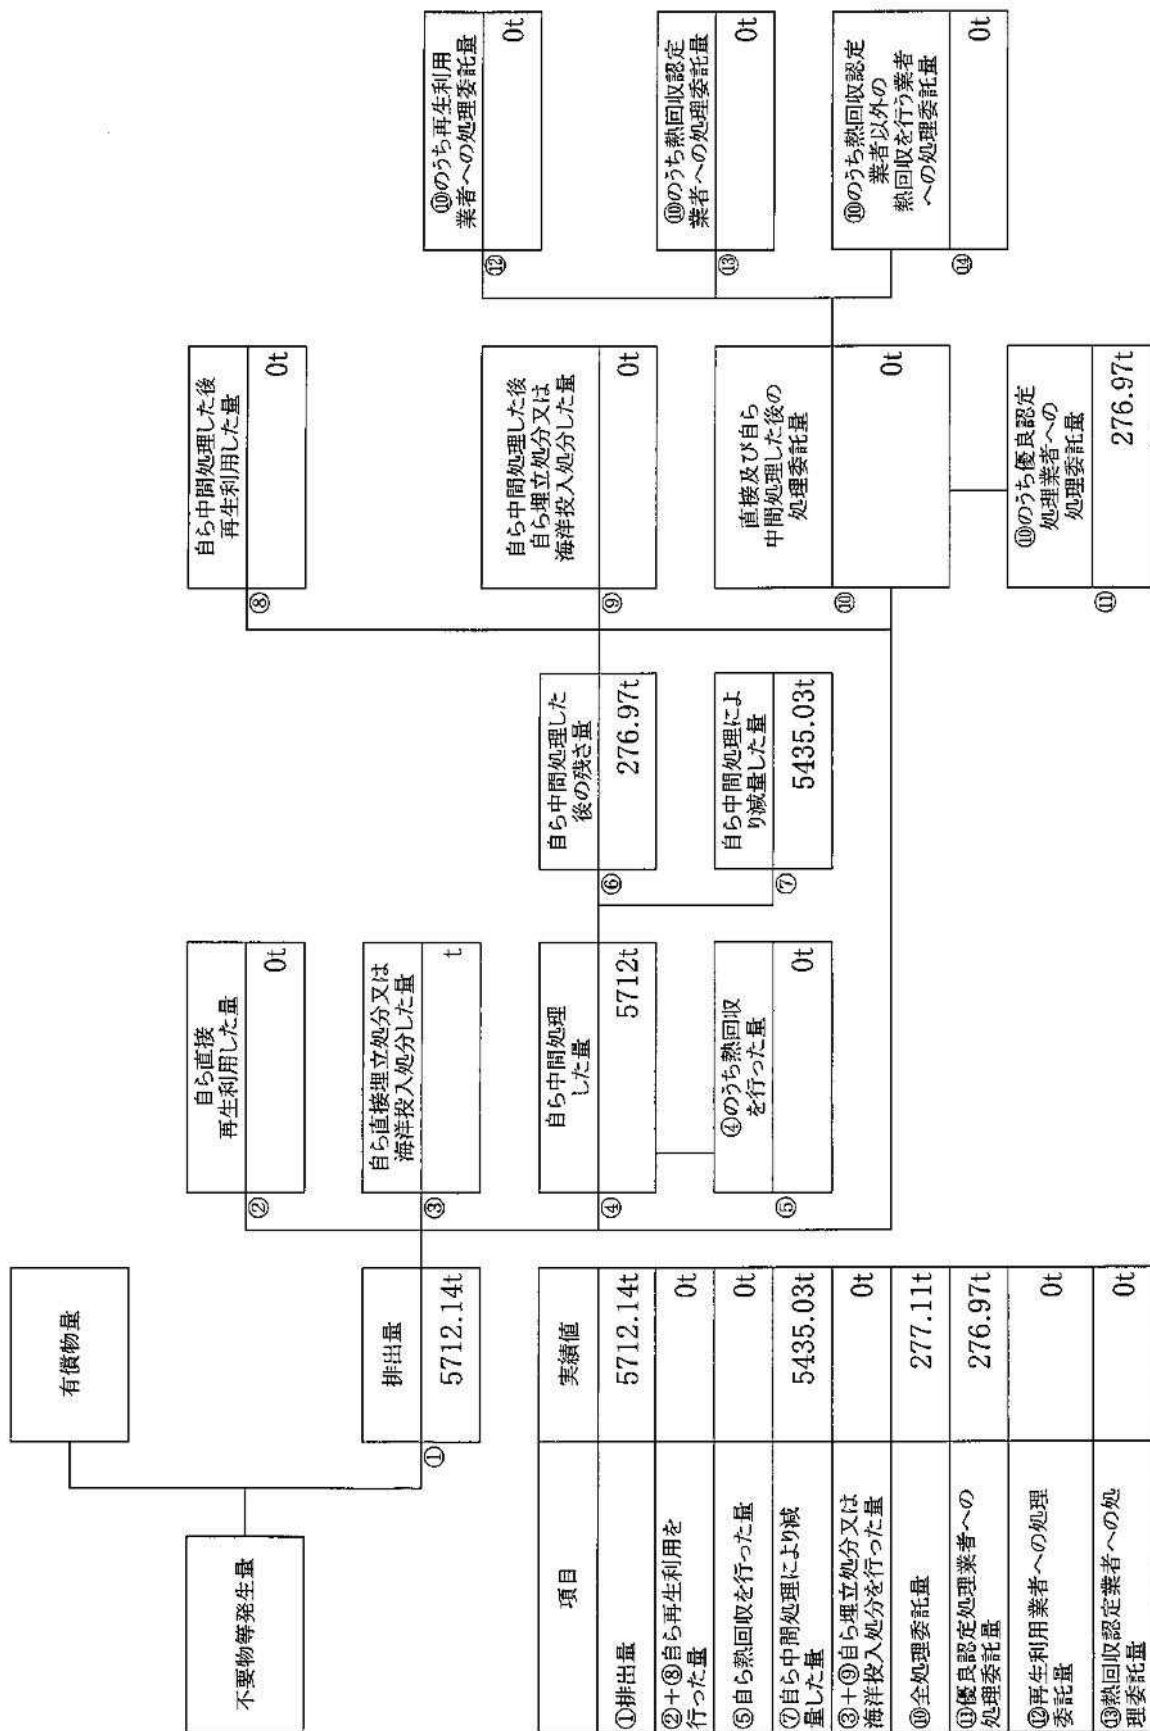 不要物等発生量
有償物量
排出量
①
5712.14t
自ら直接
再生利用した量
②
0t
自ら直接埋立処分又は
海洋投入処分した量
③
t
自ら中間処理
した量
④
5712t
④のうち熱回収
を行った量
⑤
0t
自ら中間処理した
後の残さ量
⑥
276.97t
自ら中間処理によ
り減量した量
⑦
5435.03t
自ら中間処理した後
再生利用した量
⑧
0t
自ら中間処理した後
自ら埋立処分又は
海洋投入処分した量
⑨
0t
直接及び自ら
中間処理した後の
処理委託量
⑩
0t
⑩のうち優良認定
処理業者への
処理委託量
⑪
276.97t
⑩のうち再生利用
業者への処理委託量
⑫
0t
⑩のうち熱回収認定
業者への処理委託量
⑬
0t
⑩のうち熱回収認定
業者以外の
熱回収を行う業者
への処理委託量
⑭
0t
項目 実績値
①排出量 5712.14t
②+⑧自ら再生利用を
行った量 0t
⑤自ら熱回収を行った量 0t
⑦自ら中間処理により減
量した量 5435.03t
③+⑨自ら埋立処分又は
海洋投入処分を行った量 0t
⑩全処理委託量 277.11t
⑪優良認定処理業者への
処理委託量 276.97t
⑫再生利用業者への処理
委託量 0t
⑬熱回収認定業者への処
理委託量 0t